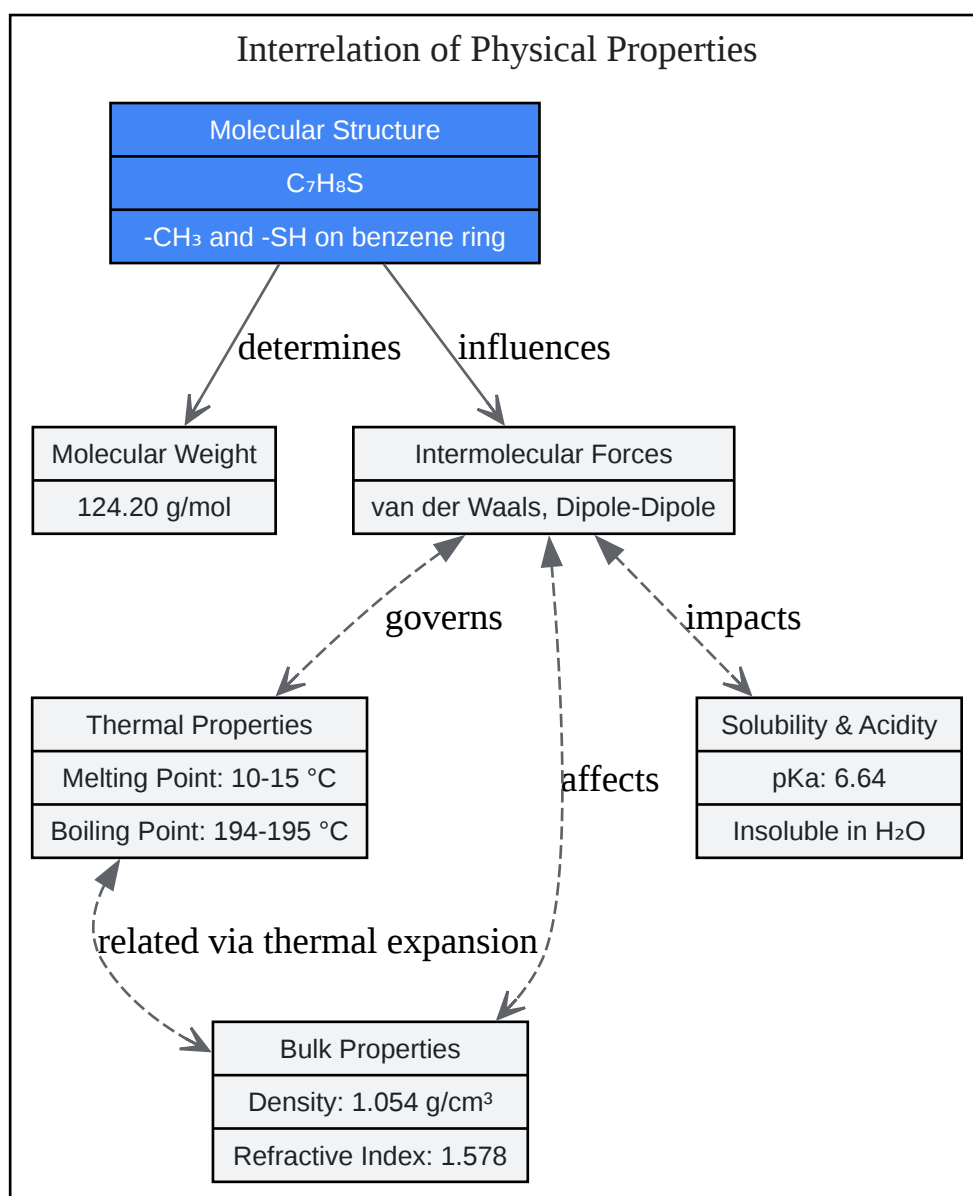 Interrelation of Physical Properties
Molecular Structure
C₇H₈S
-CH₃ and -SH on benzene ring
determines
influences
Molecular Weight
124.20 g/mol
Intermolecular Forces
van der Waals, Dipole-Dipole
governs
impacts
Thermal Properties
Melting Point: 10-15 °C
Boiling Point: 194-195 °C
affects
Solubility & Acidity
pKa: 6.64
Insoluble in H₂O
related via thermal expansion
Bulk Properties
Density: 1.054 g/cm³
Refractive Index: 1.578